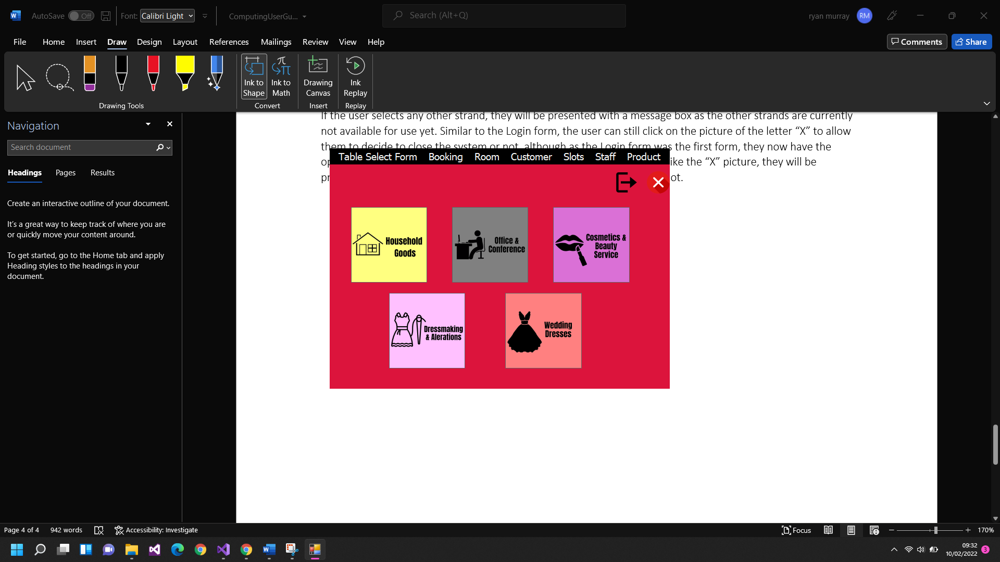 AutoSave Off Font: Calibri Light ComputingUserGu... Search (Alt+Q) ryan murray RM
File Home Insert Draw Design Layout References Mailings Review View Help Comments Share
Ink to Shape
Ink to Math
Drawing Canvas
Ink Replay
Drawing Tools Convert Insert Replay
Navigation
Search document
Headings Pages Results
Create an interactive outline of your document.
It's a great way to keep track of where you are
or quickly move your content around.
To get started, go to the Home tab and apply
Heading styles to the headings in your
document.
If the user selects any other strand, they will be presented with a message box as the other strands are currently
not available for use yet. Similar to the Login form, the user can still click on the picture of the letter “X” to allow
them to decide to close the system or not, although as the Login form was the first form, they now have the
ike the “X” picture, they will be
ot.
Table Select Form Booking Room Customer Slots Staff Product
Household
Goods
Office &
Conference
Cosmetics &
Beauty
Service
Dressmaking
& Alerations
Wedding
Dresses
Page 4 of 4 942 words Accessibility: Investigate Focus 170%
09:32
10/02/2022 3